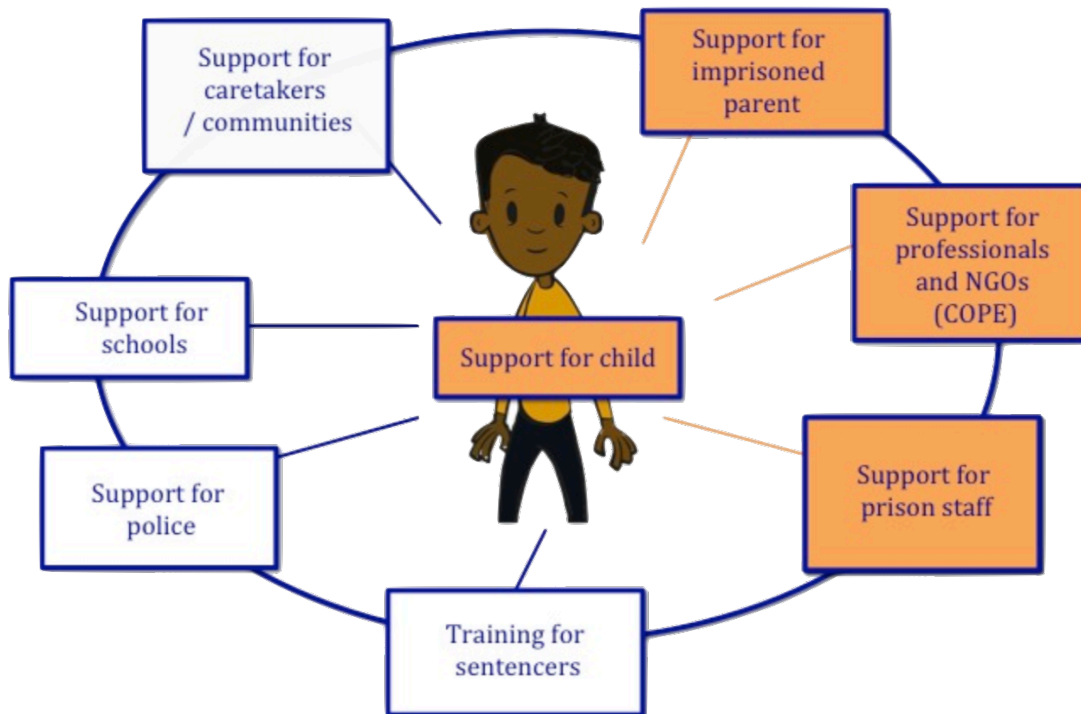 Support for
caretakers
/ communities
Support for
imprisoned
parent
Support for
professionals
and NGOs
(COPE)
Support for
schools
Support for child
Support for
police
Support for
prison staff
Training for
sentencers